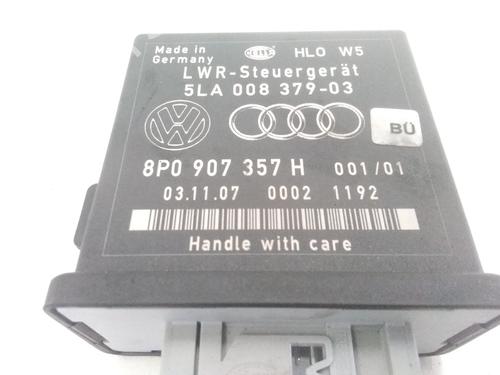 Made in
Germany
HELLA
HLO W5
LWR-Steuergerät
5LA 008 379-03
BÜ
8P0 907 357 H 001/01
03.11.07 0002 1192
Handle with care